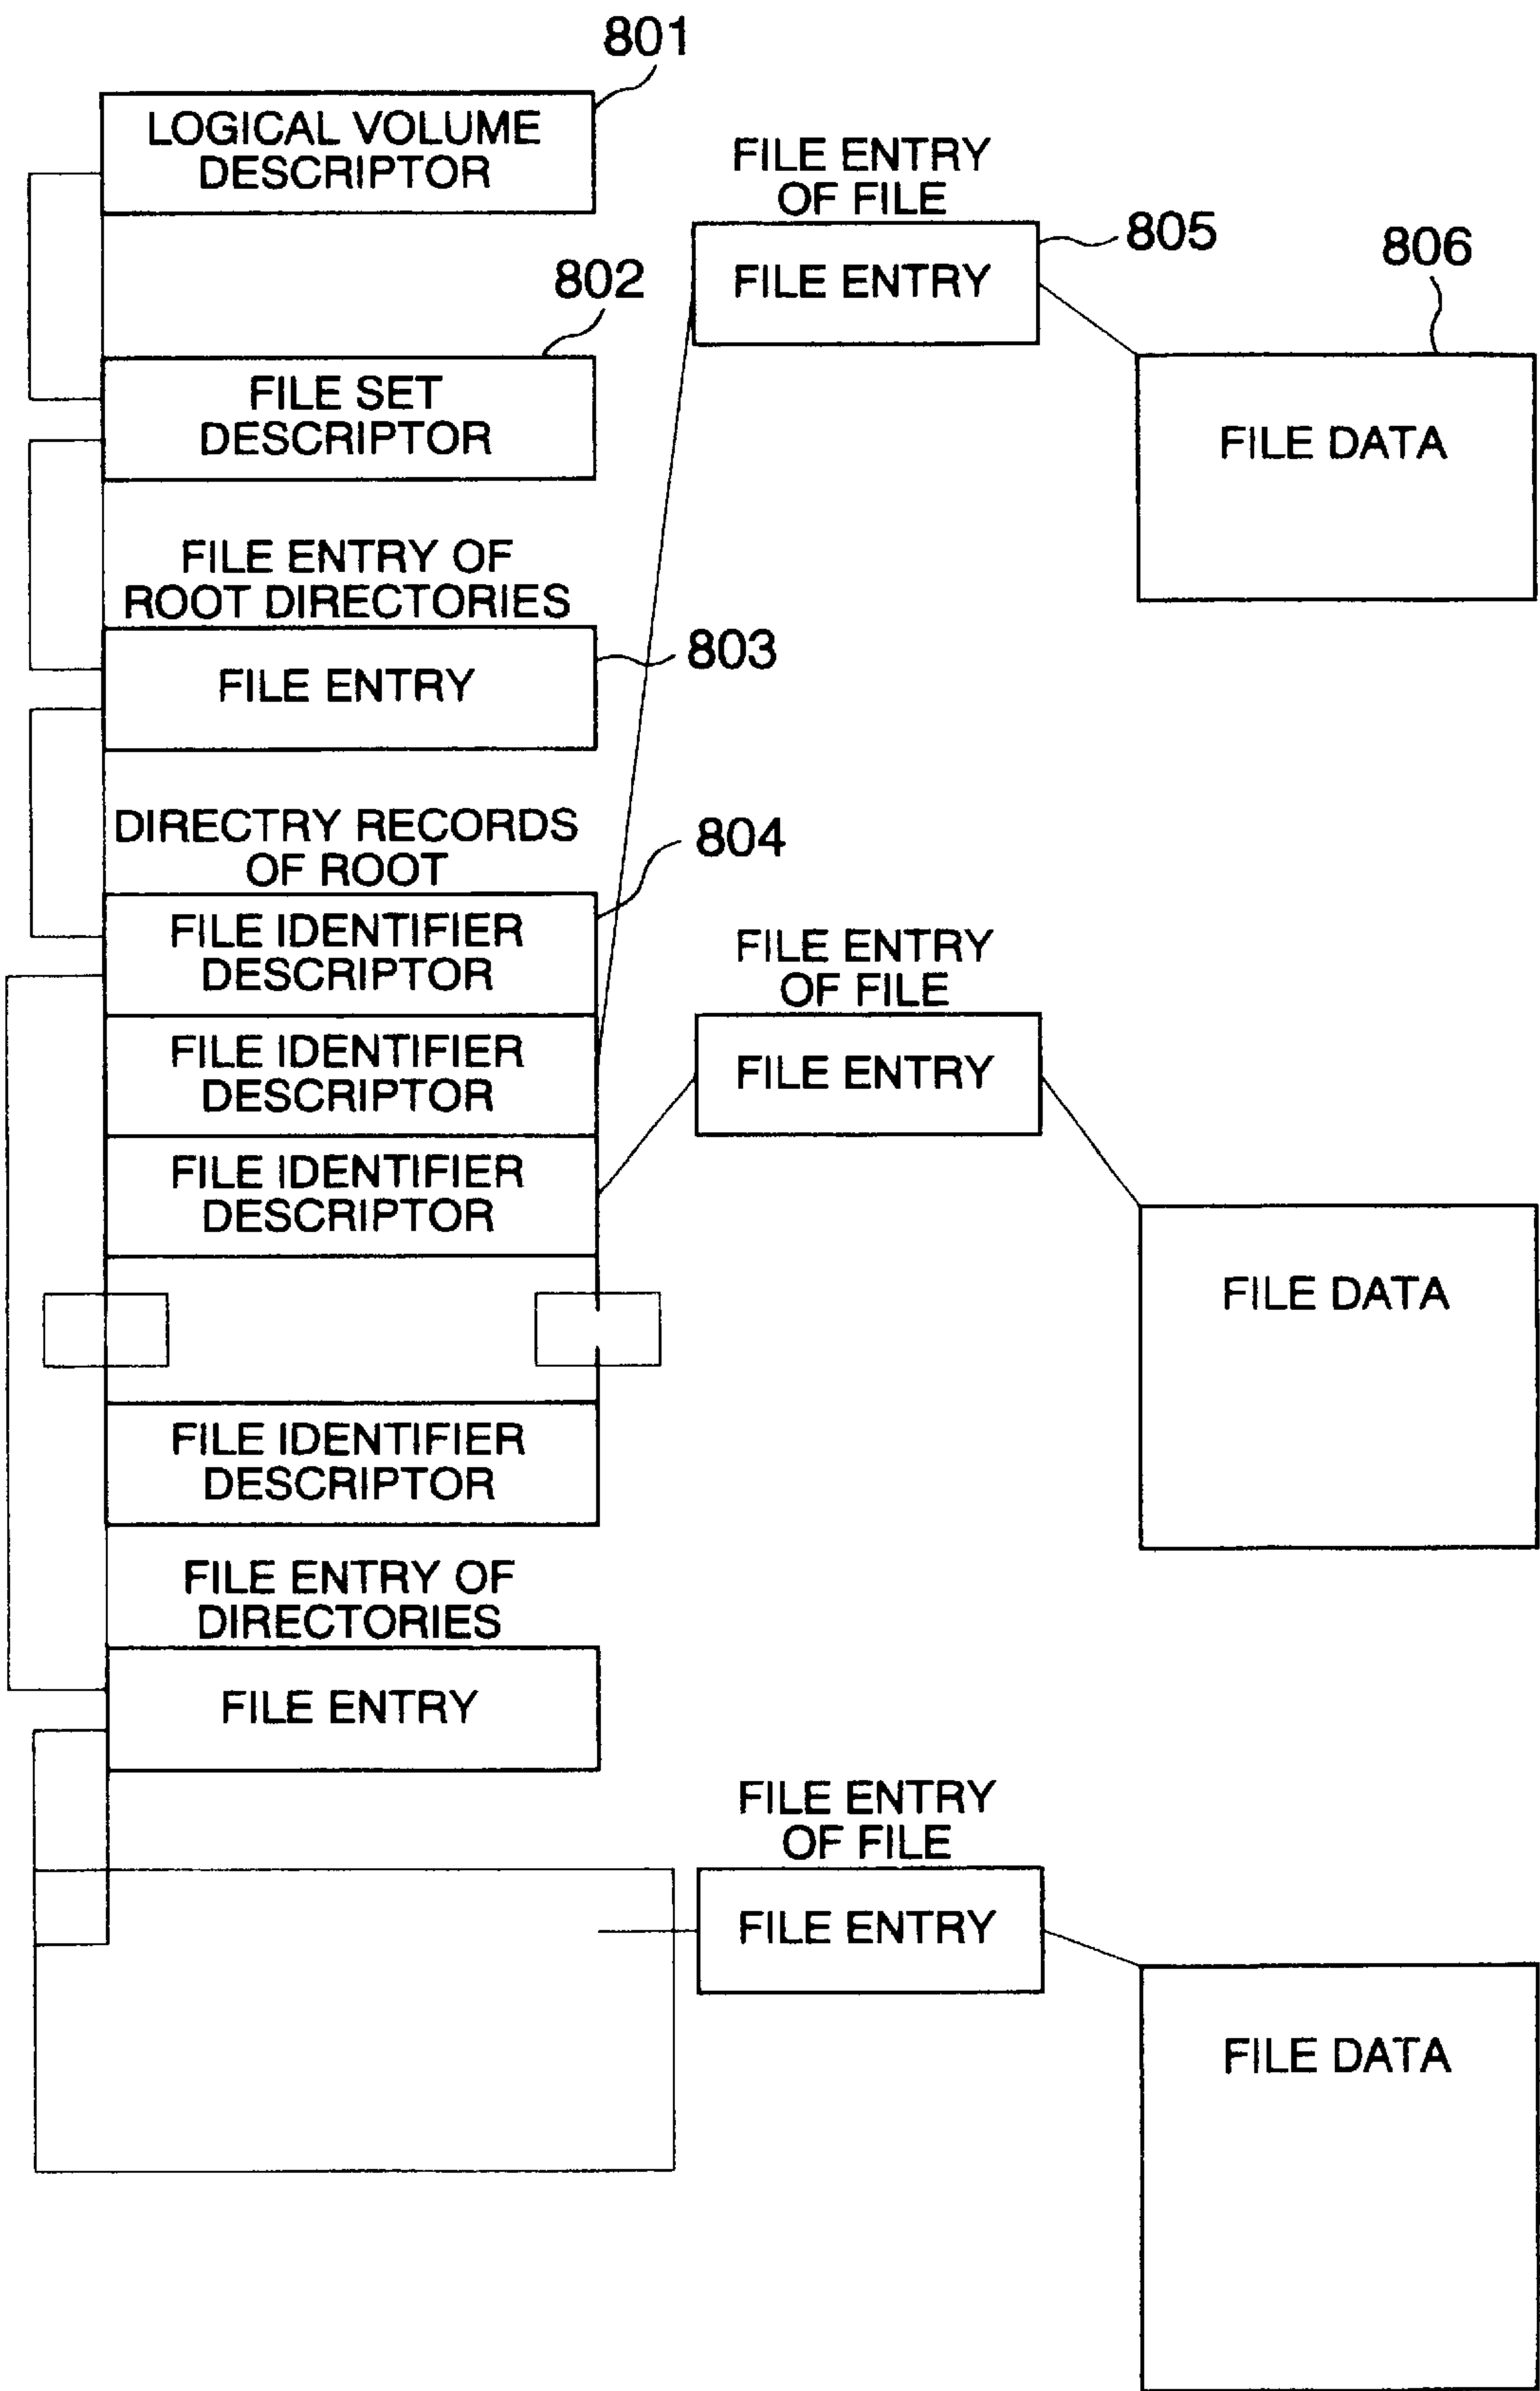 801
LOGICAL VOLUME
DESCRIPTOR
802
FILE SET
DESCRIPTOR
FILE ENTRY OF
ROOT DIRECTORIES
FILE ENTRY
803
DIRECTRY RECORDS
OF ROOT
804
FILE IDENTIFIER
DESCRIPTOR
FILE IDENTIFIER
DESCRIPTOR
FILE IDENTIFIER
DESCRIPTOR
FILE IDENTIFIER
DESCRIPTOR
FILE ENTRY OF
DIRECTORIES
FILE ENTRY
FILE ENTRY
OF FILE
FILE ENTRY
805
806
FILE DATA
FILE ENTRY
OF FILE
FILE ENTRY
FILE DATA
FILE ENTRY
OF FILE
FILE ENTRY
FILE DATA